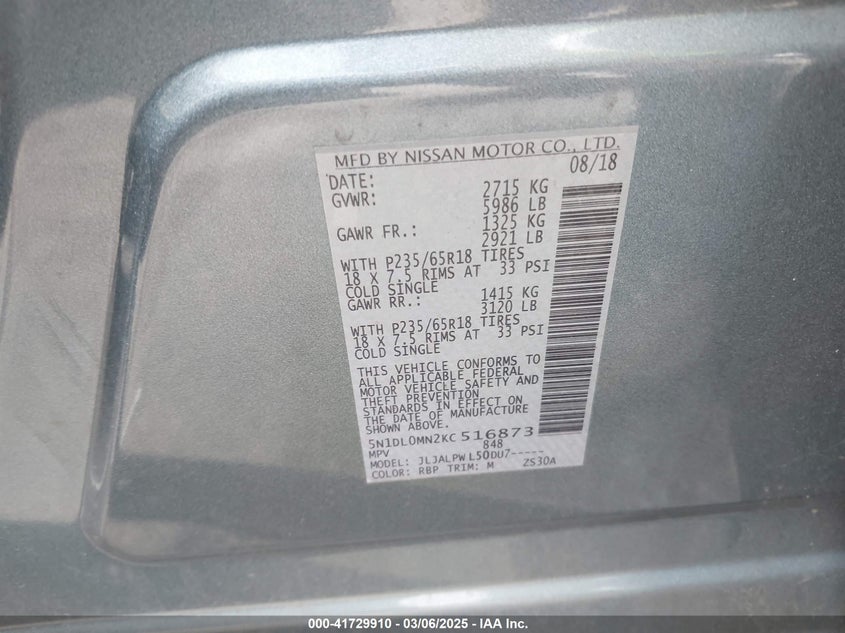 MFD BY NISSAN MOTOR CO., LTD.
DATE: 08/18
GVWR: 2715 KG
5986 LB
GAWR FR.: 1325 KG
2921 LB
WITH P235/65R18 TIRES
18 X 7.5 RIMS AT 33 PSI
COLD SINGLE
GAWR RR.: 1415 KG
3120 LB
WITH P235/65R18 TIRES
18 X 7.5 RIMS AT 33 PSI
COLD SINGLE
THIS VEHICLE CONFORMS TO
ALL APPLICABLE FEDERAL
MOTOR VEHICLE SAFETY AND
THEFT PREVENTION
STANDARDS IN EFFECT ON
THE DATE OF MANUFACTURE
SHOWN ABOVE.
5N1DL0MN2KC516873
MPV 848
MODEL: JLJALPWL50DU7-----
COLOR: RBP TRIM: M ZS30A
000-41729910 — 03/06/2025 — IAA Inc.